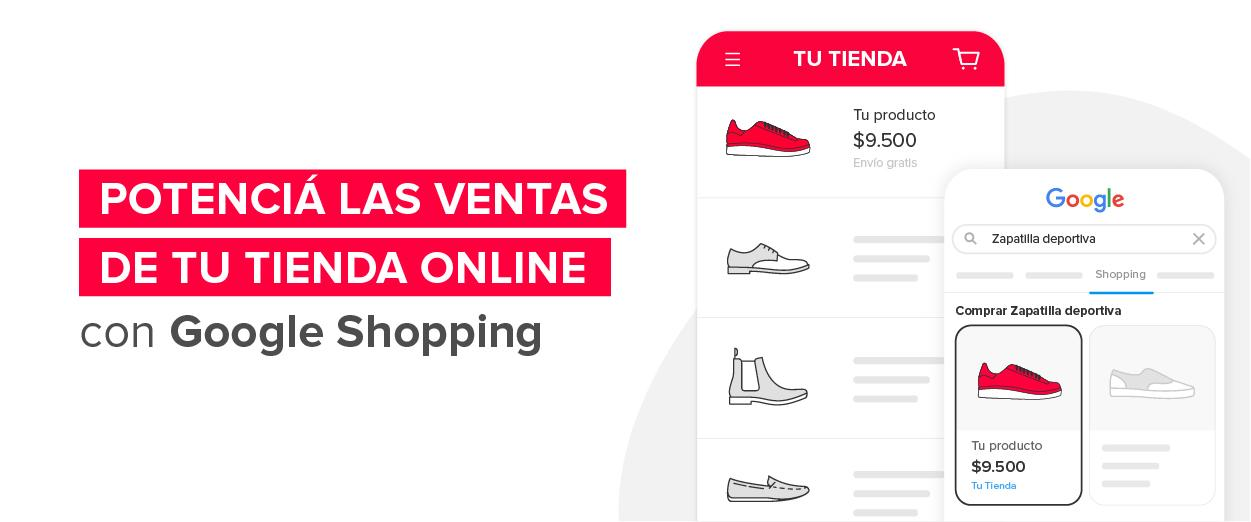 POTENCIÁ LAS VENTAS
DE TU TIENDA ONLINE
con Google Shopping
TU TIENDA
Tu producto
$9.500
Envío gratis
Google
Zapatilla deportiva
Shopping
Comprar Zapatilla deportiva
Tu producto
$9.500
Tu Tienda